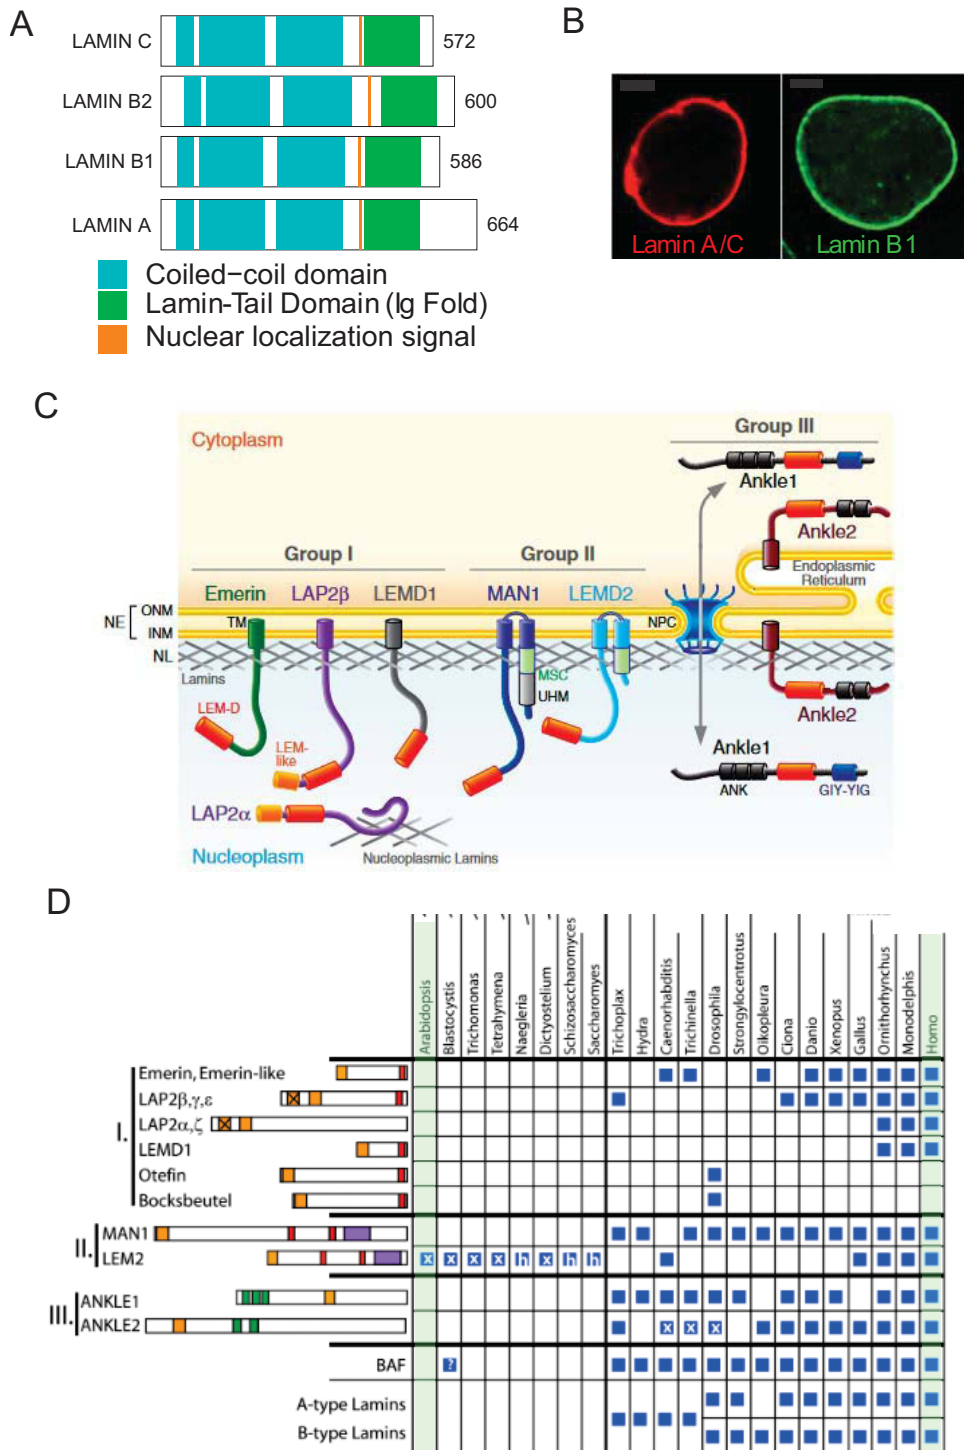 A
LAMIN C
572
LAMIN B2
600
LAMIN B1
586
LAMIN A
664
Coiled−coil domain
Lamin-Tail Domain (Ig Fold)
Nuclear localization signal
B
Lamin A/C
Lamin B1
C
Cytoplasm
Group III
Ankle1
Ankle2
Group I
Group II
Endoplasmic
Reticulum
Emerin
LAP2β
LEMD1
MAN1
LEMD2
NE
ONM
INM
TM
NPC
NL
Lamins
MSC
UHM
LEM-D
LEM-
like
Ankle2
Ankle1
ANK
GIY-YIG
LAP2α
Nucleoplasm
Nucleoplasmic Lamins
D
Arabidopsis
Blastocystis
Trichomonas
Tetrahymena
Naegleria
Dictyostelium
Schizosaccharomyces
Saccharomyes
Trichoplax
Hydra
Caenorhabditis
Trichinella
Drosophila
Strongylocentrotus
Oikopleura
Ciona
Danio
Xenopus
Gallus
Ornithorhynchus
Monodelphis
Homo
I.
Emerin, Emerin-like
LAP2β,γ,ε
LAP2α,ζ
LEMD1
Otefin
Bocksbeutel
II.
MAN1
LEM2
x x x x h x h h
III.
ANKLE1
ANKLE2
x x x
BAF
?
A-type Lamins
B-type Lamins